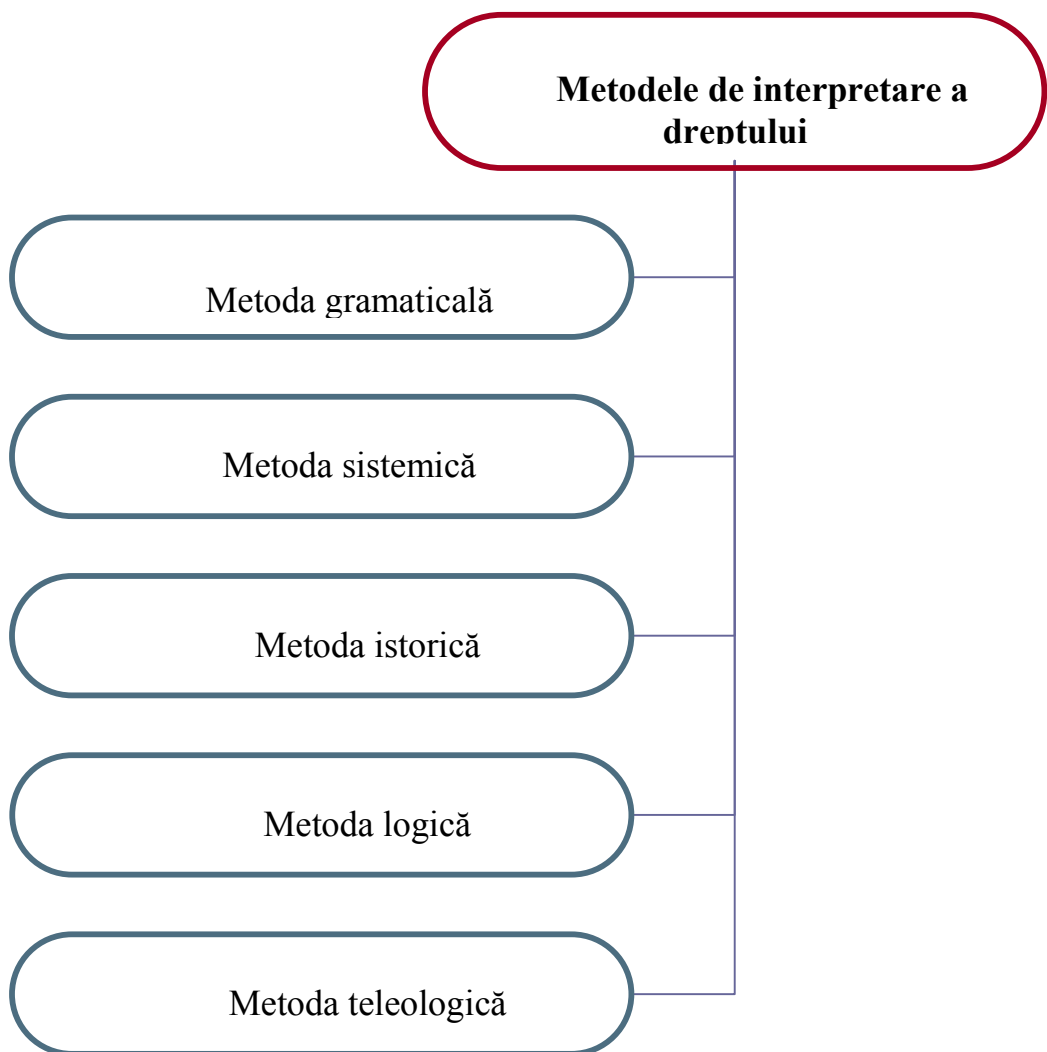 Metodele de interpretare a
dreptului
Metoda gramaticală
Metoda sistemică
Metoda istorică
Metoda logică
Metoda teleologică